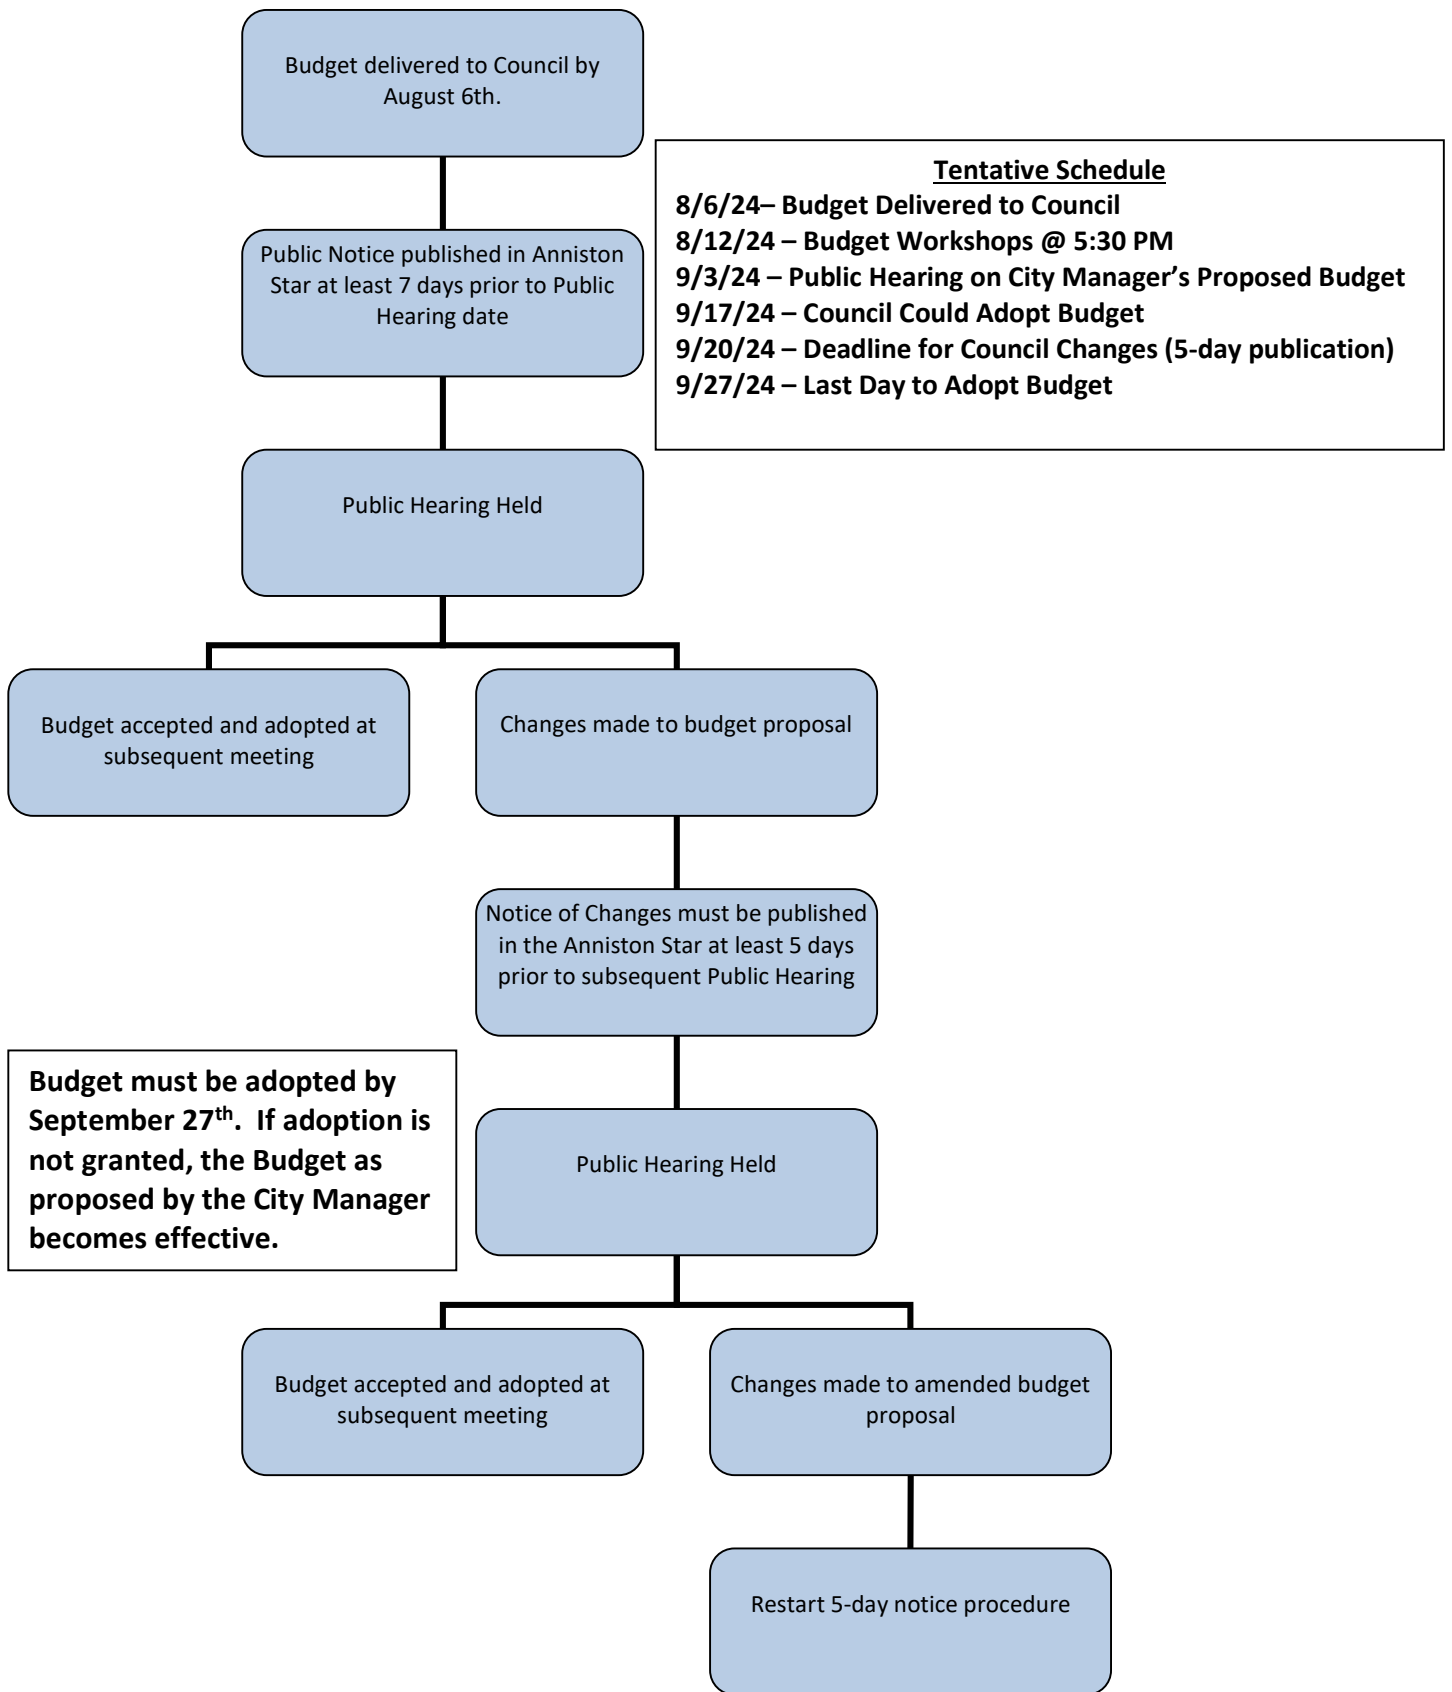 Budget delivered to Council by
August 6th.
Tentative Schedule
8/6/24– Budget Delivered to Council
8/12/24 – Budget Workshops @ 5:30 PM
9/3/24 – Public Hearing on City Manager’s Proposed Budget
9/17/24 – Council Could Adopt Budget
9/20/24 – Deadline for Council Changes (5-day publication)
9/27/24 – Last Day to Adopt Budget
Public Notice published in Anniston
Star at least 7 days prior to Public
Hearing date
Public Hearing Held
Budget accepted and adopted at
subsequent meeting
Changes made to budget proposal
Notice of Changes must be published
in the Anniston Star at least 5 days
prior to subsequent Public Hearing
Budget must be adopted by
September 27th.  If adoption is
not granted, the Budget as
proposed by the City Manager
becomes effective.
Public Hearing Held
Budget accepted and adopted at
subsequent meeting
Changes made to amended budget
proposal
Restart 5-day notice procedure